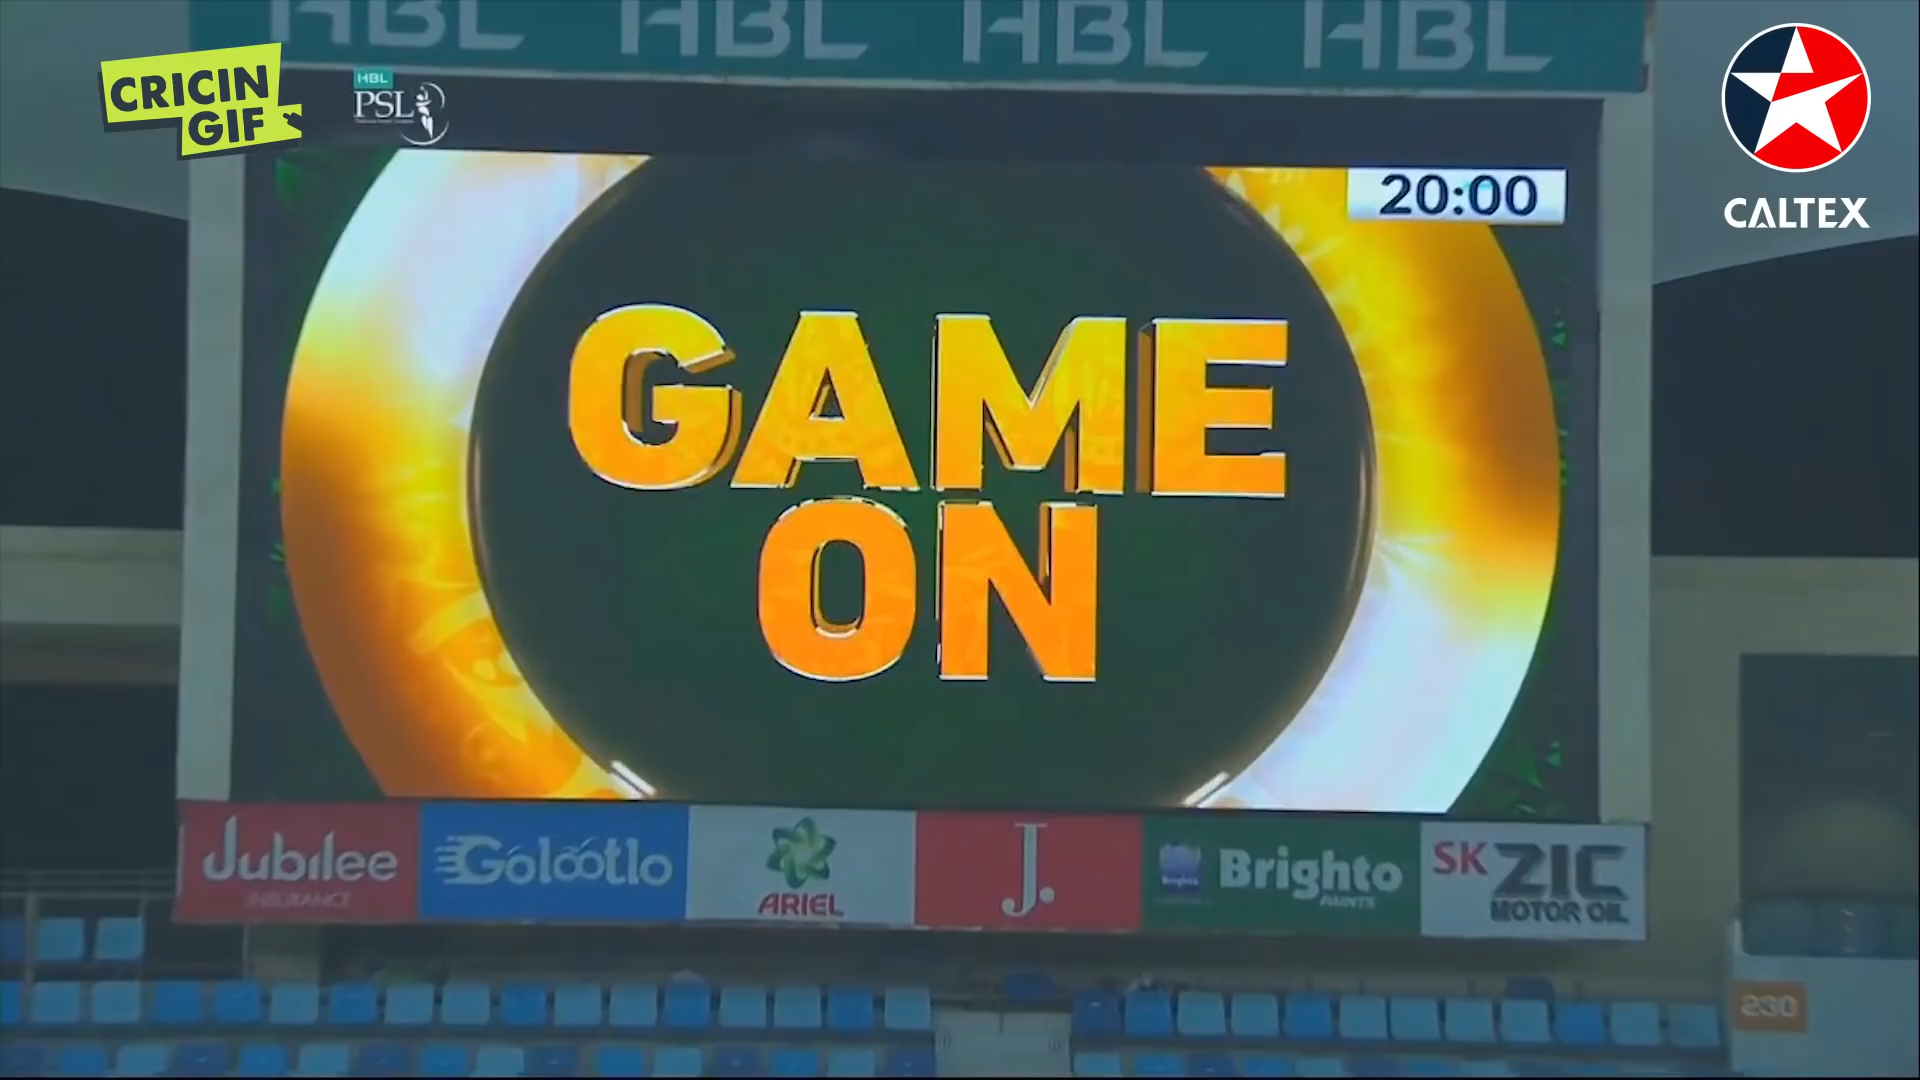 HBL HBL HBL HBL
CRICIN
GIF
HBL
PSL
CALTEX
20:00
GAME
ON
Jubilee
INSURANCE
Golootlo
ARIEL
J.
Brighto
PAINTS
SK ZIC
MOTOR OIL
230